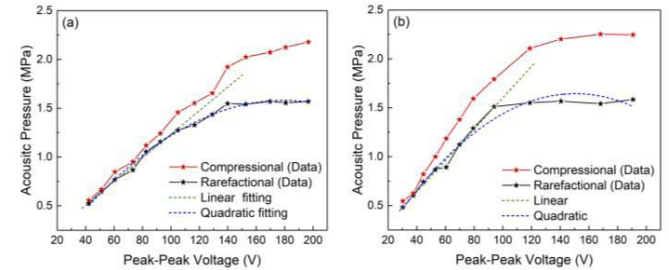 (a)
2.5
2.0
1.5
1.0
0.5
Acousitc Pressure (MPa)
Compressional (Data)
Rarefactional (Data)
Linesit fitting
Quadratic fitting
20 40 60 80 100 120 140 160 180 200
Peak-Peak Voltage (V)
(b)
2.5
2.0
1.5
1.0
0.5
Acousitc Pressure (MPa)
Compressional (Data)
Rarefactional (Data)
Linear
Quadratic
20 40 60 80 100 120 140 160 180 200
Peak-Peak Voltage (V)